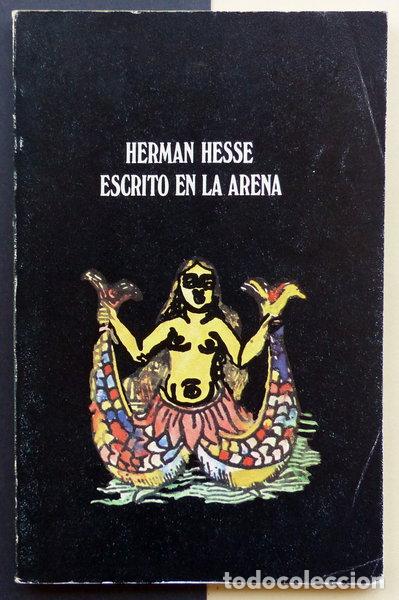 HERMAN HESSE
ESCRITO EN LA ARENA
todocoleccion